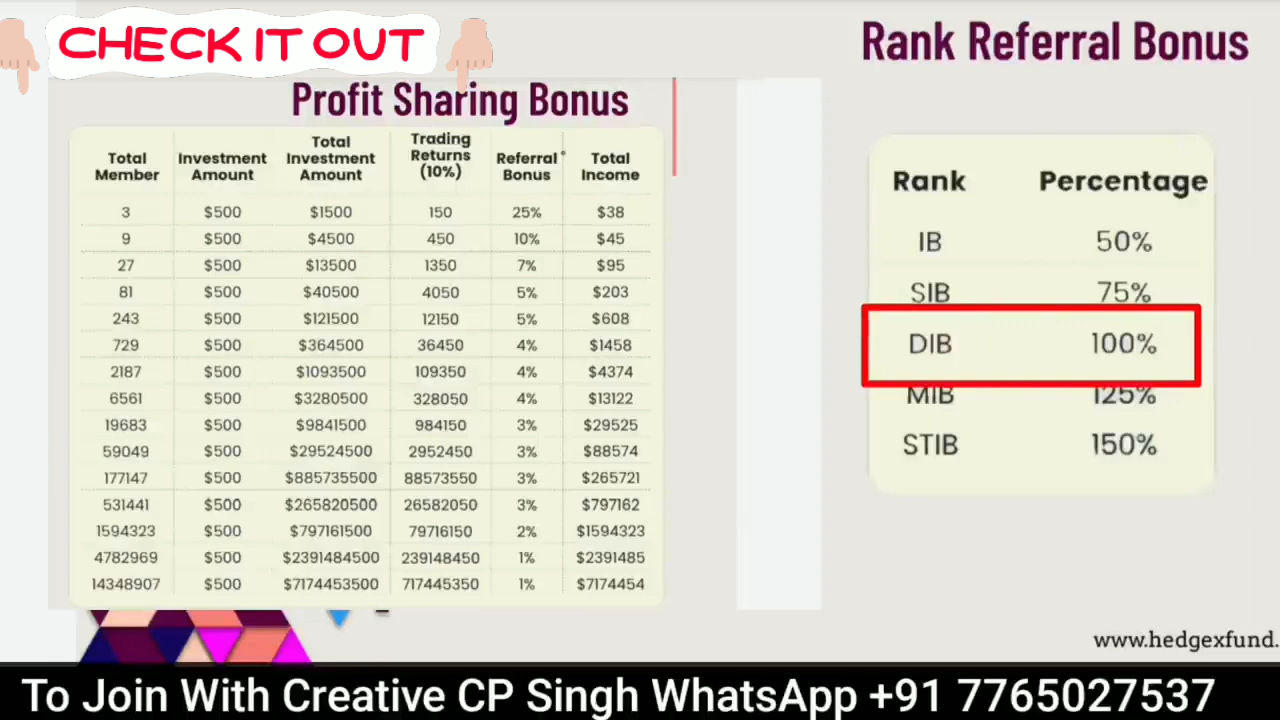 CHECK IT OUT
Rank Referral Bonus
Profit Sharing Bonus
Total Member Investment Amount Total Investment Amount Trading Returns (10%) Referral Bonus Total Income
3 $500 $1500 150 25% $38
9 $500 $4500 450 10% $45
27 $500 $13500 1350 7% $95
81 $500 $40500 4050 5% $203
243 $500 $121500 12150 5% $608
729 $500 $364500 36450 4% $1458
2187 $500 $1093500 109350 4% $4374
6561 $500 $3280500 328050 4% $13122
19683 $500 $9841500 984150 3% $29525
59049 $500 $29524500 2952450 3% $88574
177147 $500 $885735500 88573550 3% $265721
531441 $500 $265820500 26582050 3% $797162
1594323 $500 $797161500 79716150 2% $1594323
4782969 $500 $2391484500 239148450 1% $2391485
14348907 $500 $7174453500 717445350 1% $7174454
Rank Percentage
IB 50%
SIB 75%
DIB 100%
MIB 125%
STIB 150%
www.hedgexfund.
To Join With Creative CP Singh WhatsApp +91 7765027537